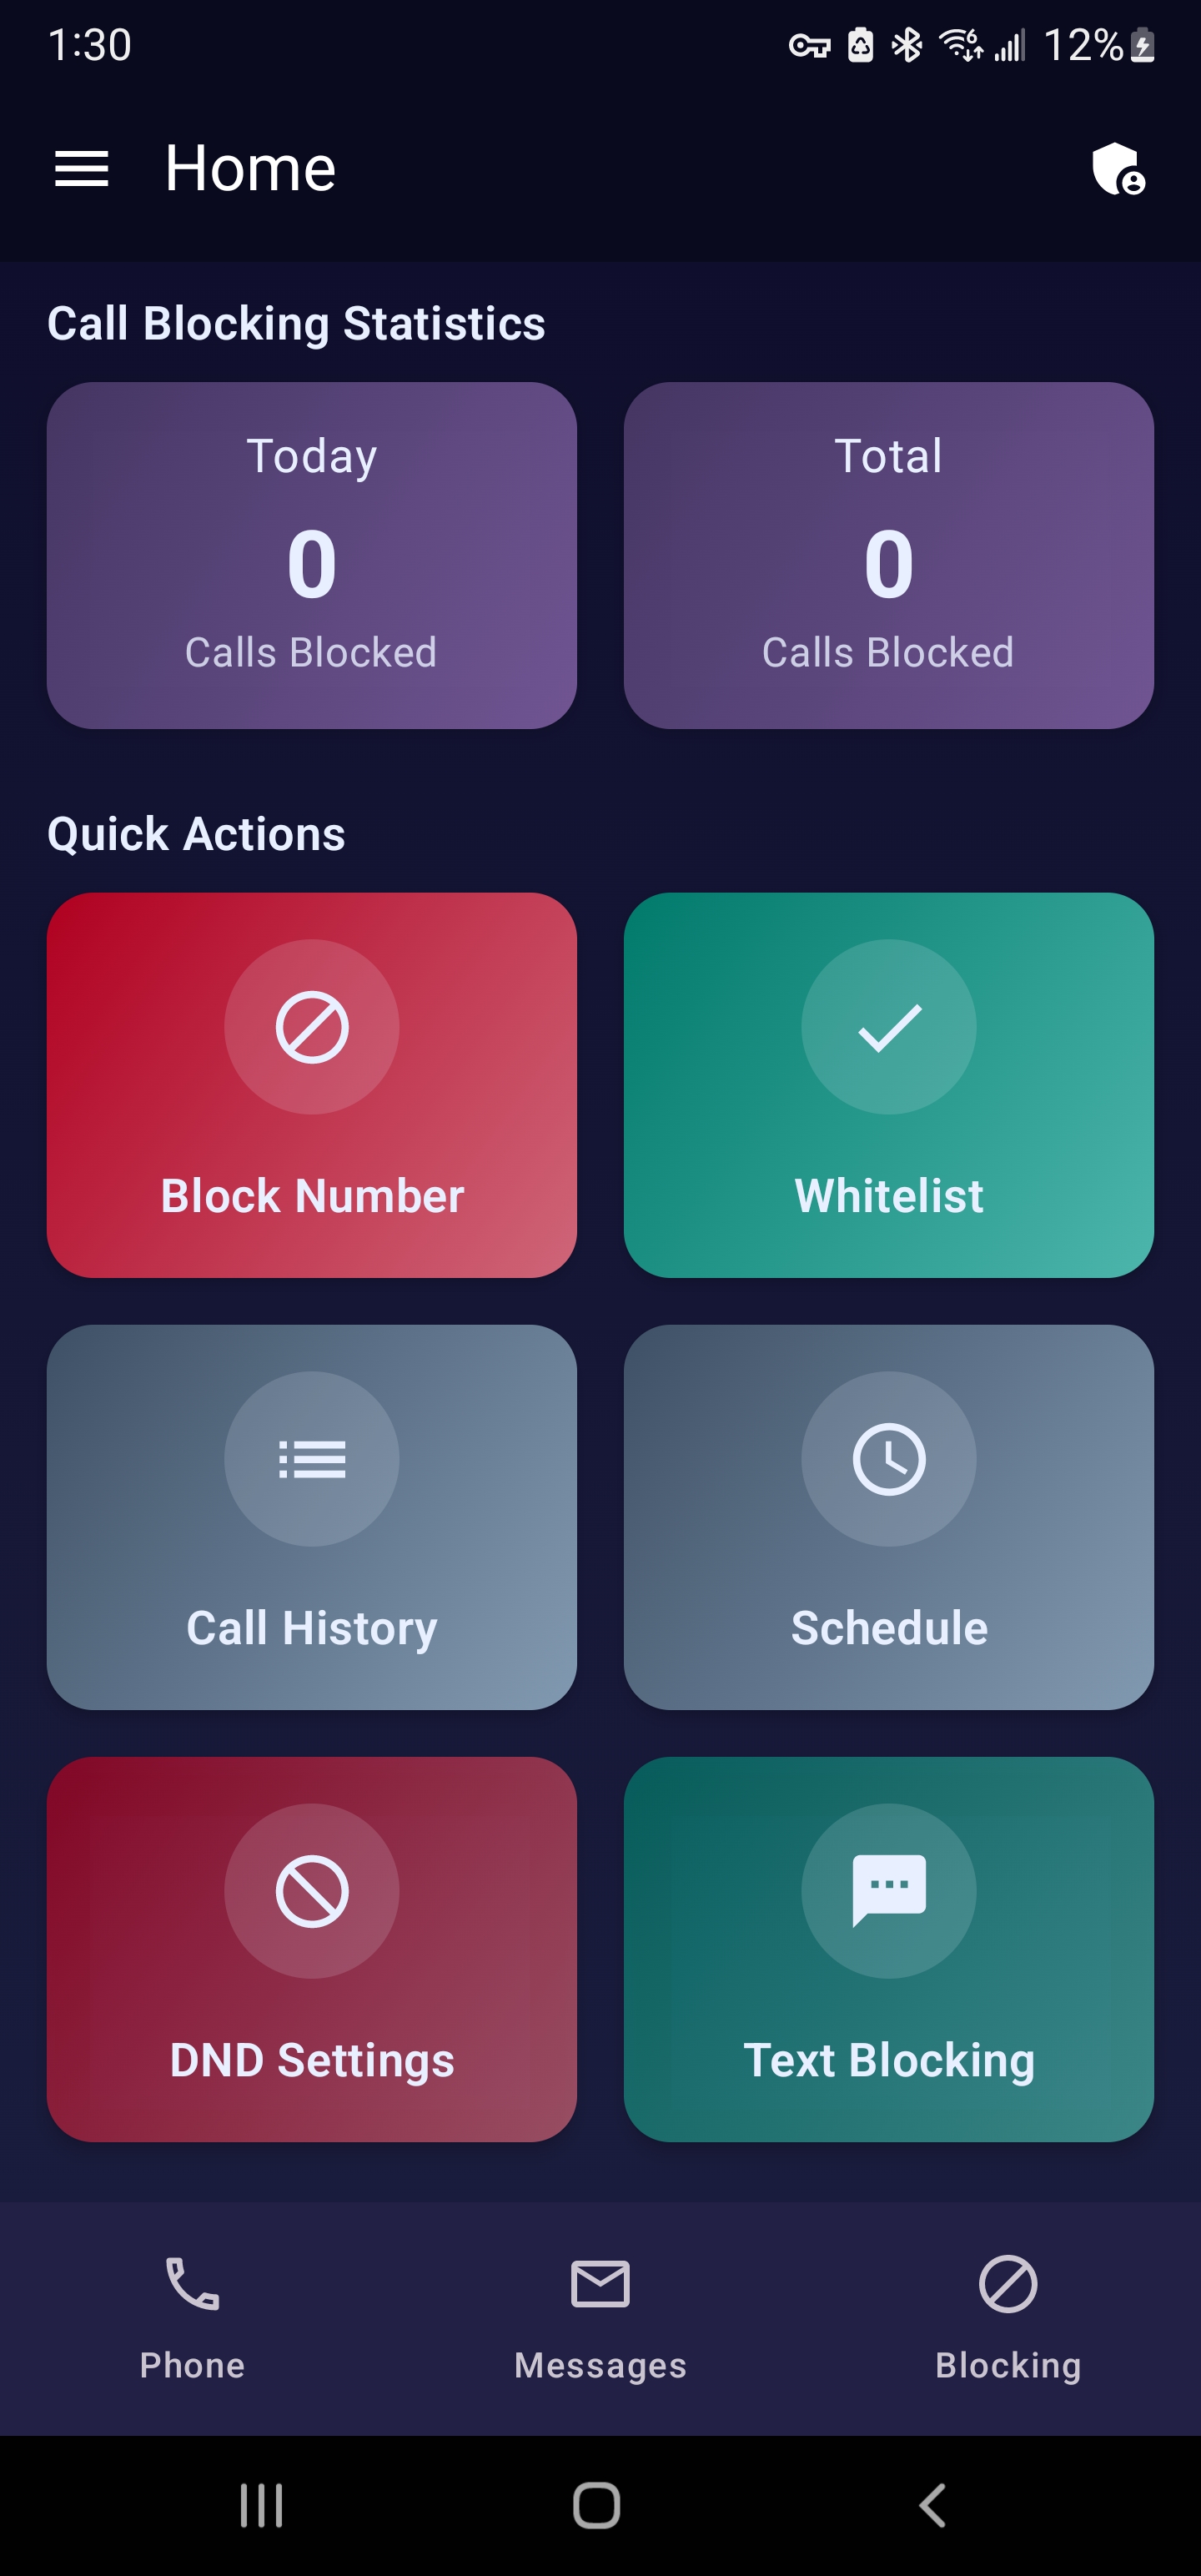 1:30
12%
Home
Call Blocking Statistics
Today
0
Calls Blocked
Total
0
Calls Blocked
Quick Actions
Block Number
Whitelist
Call History
Schedule
DND Settings
Text Blocking
Phone
Messages
Blocking